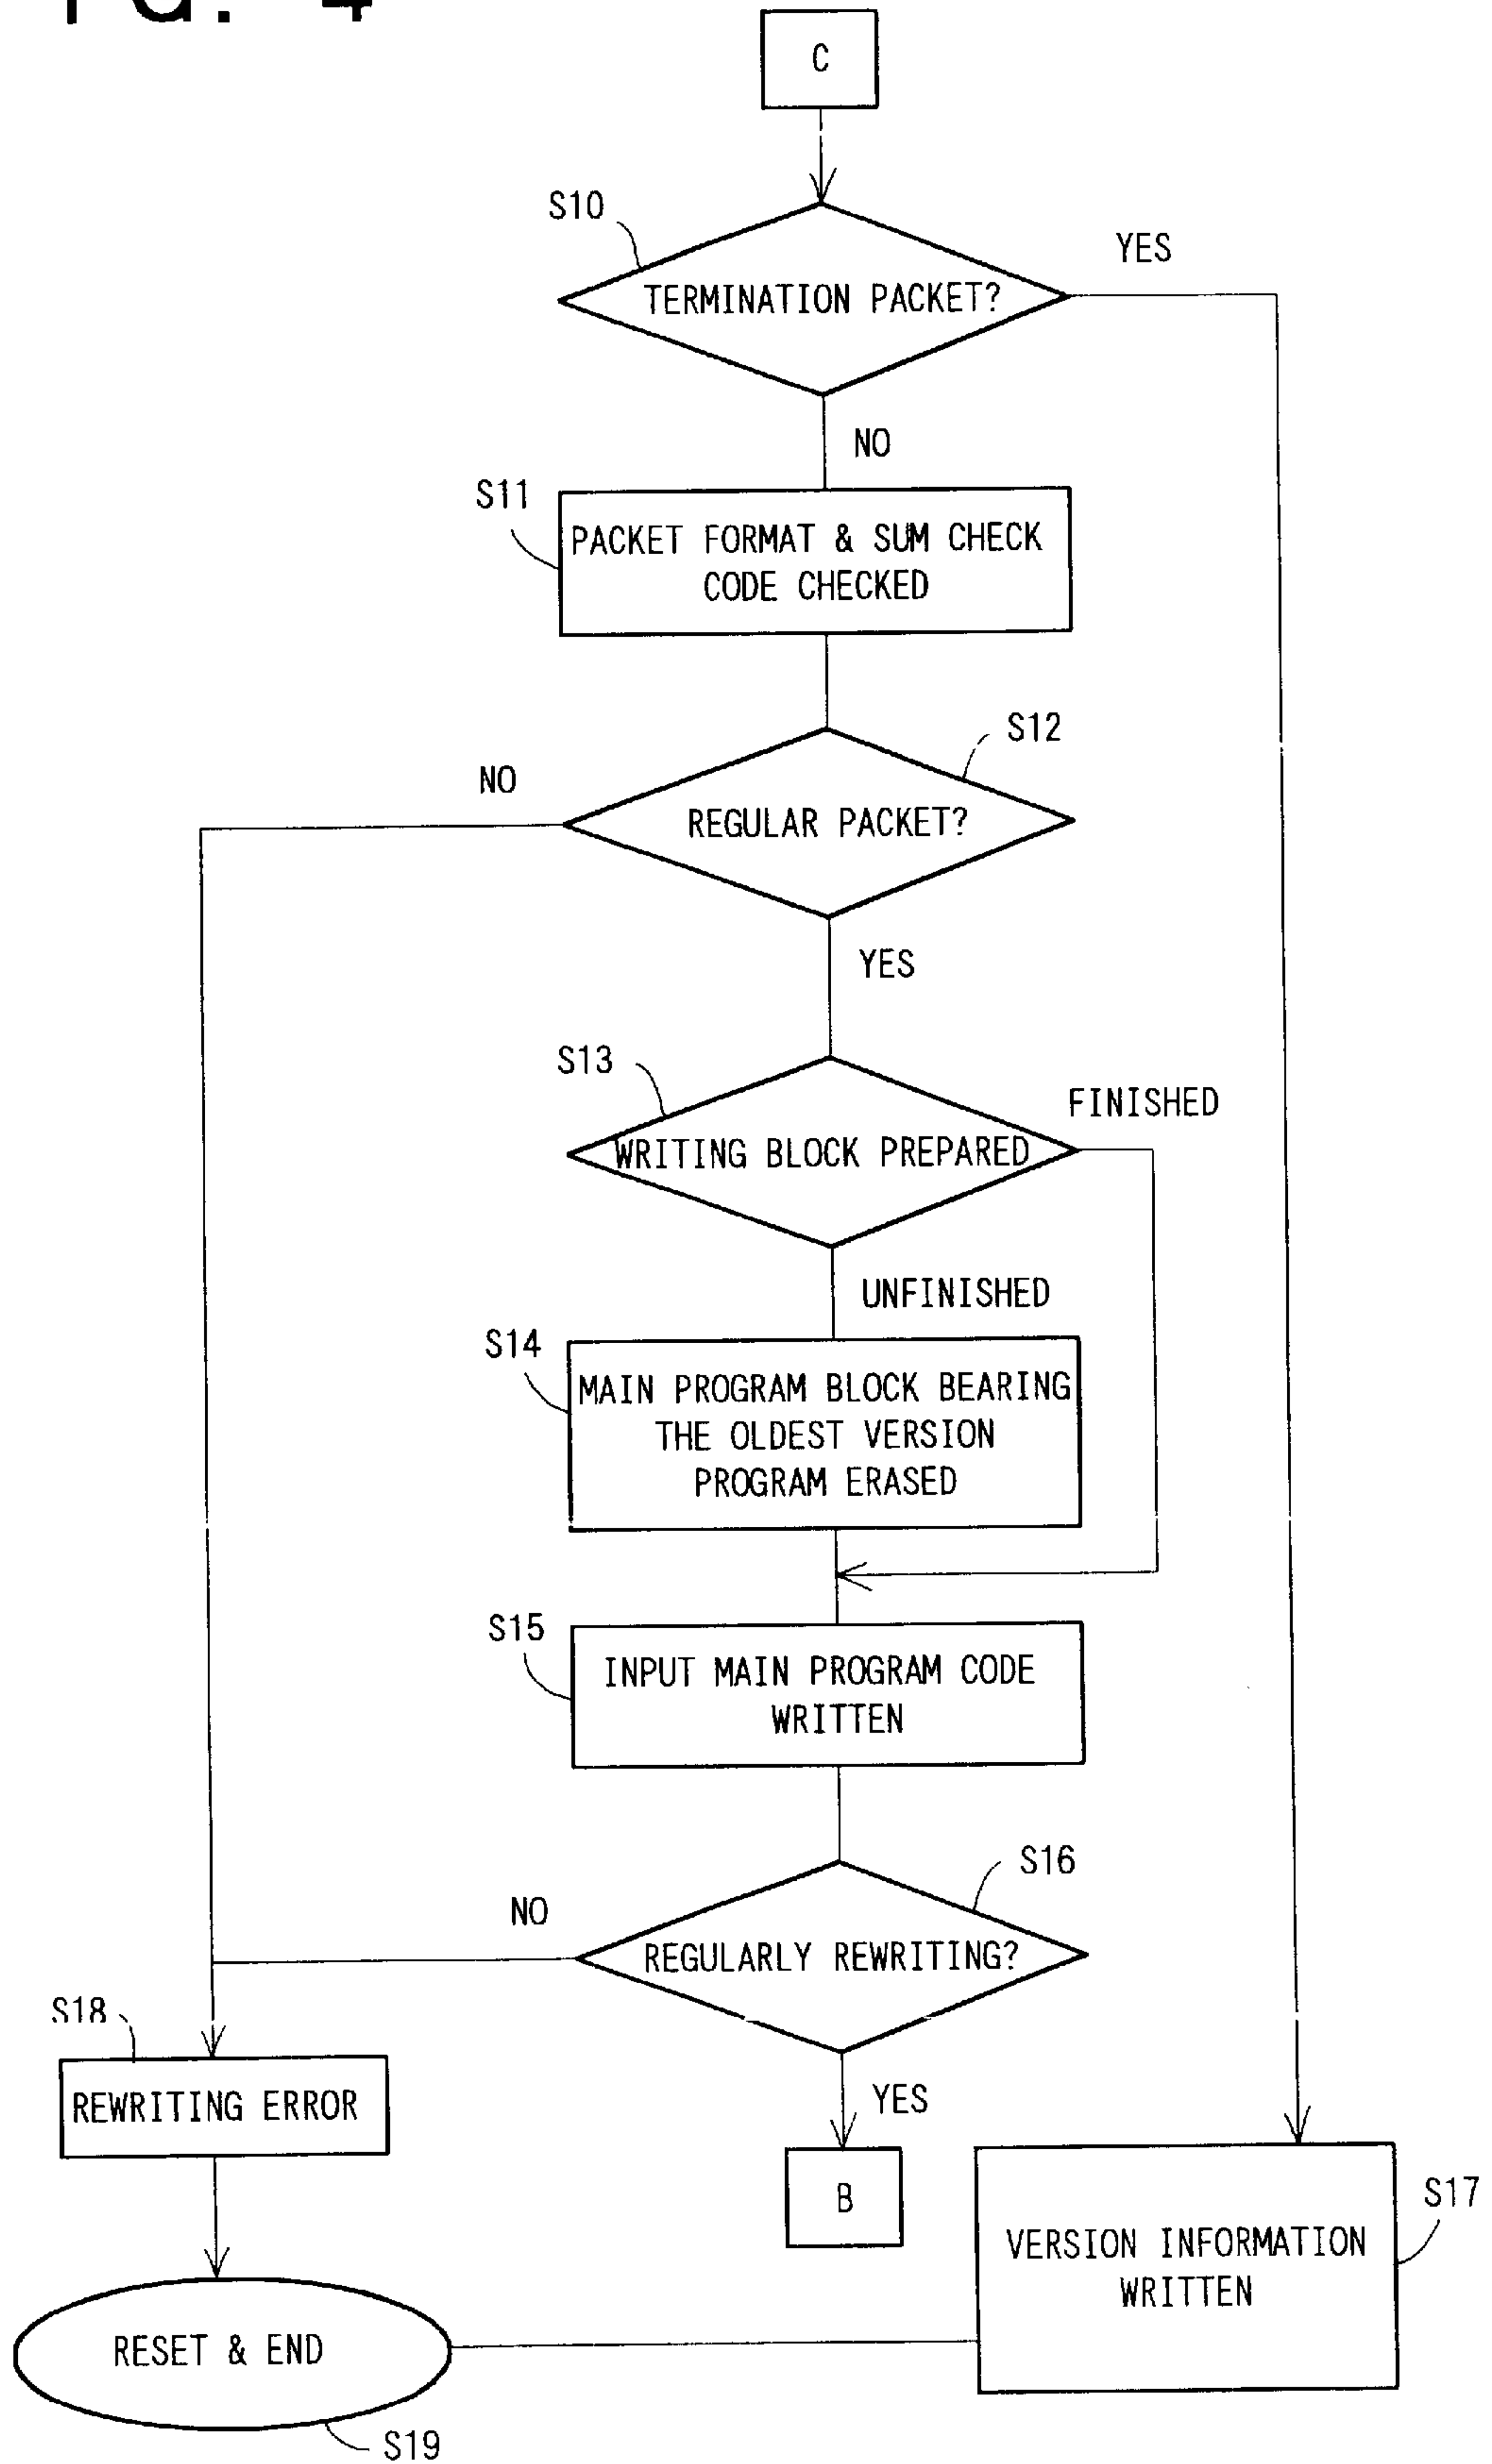 C
S10
YES
TERMINATION PACKET?
NO
S11
PACKET FORMAT & SUM CHECK
CODE CHECKED
S12
NO
REGULAR PACKET?
YES
S13
FINISHED
WRITING BLOCK PREPARED
UNFINISHED
S14
MAIN PROGRAM BLOCK BEARING
THE OLDEST VERSION
PROGRAM ERASED
S15
INPUT MAIN PROGRAM CODE
WRITTEN
S16
NO
REGULARLY REWRITING?
S18
REWRITING ERROR
YES
B
S17
VERSION INFORMATION
WRITTEN
RESET & END
S19